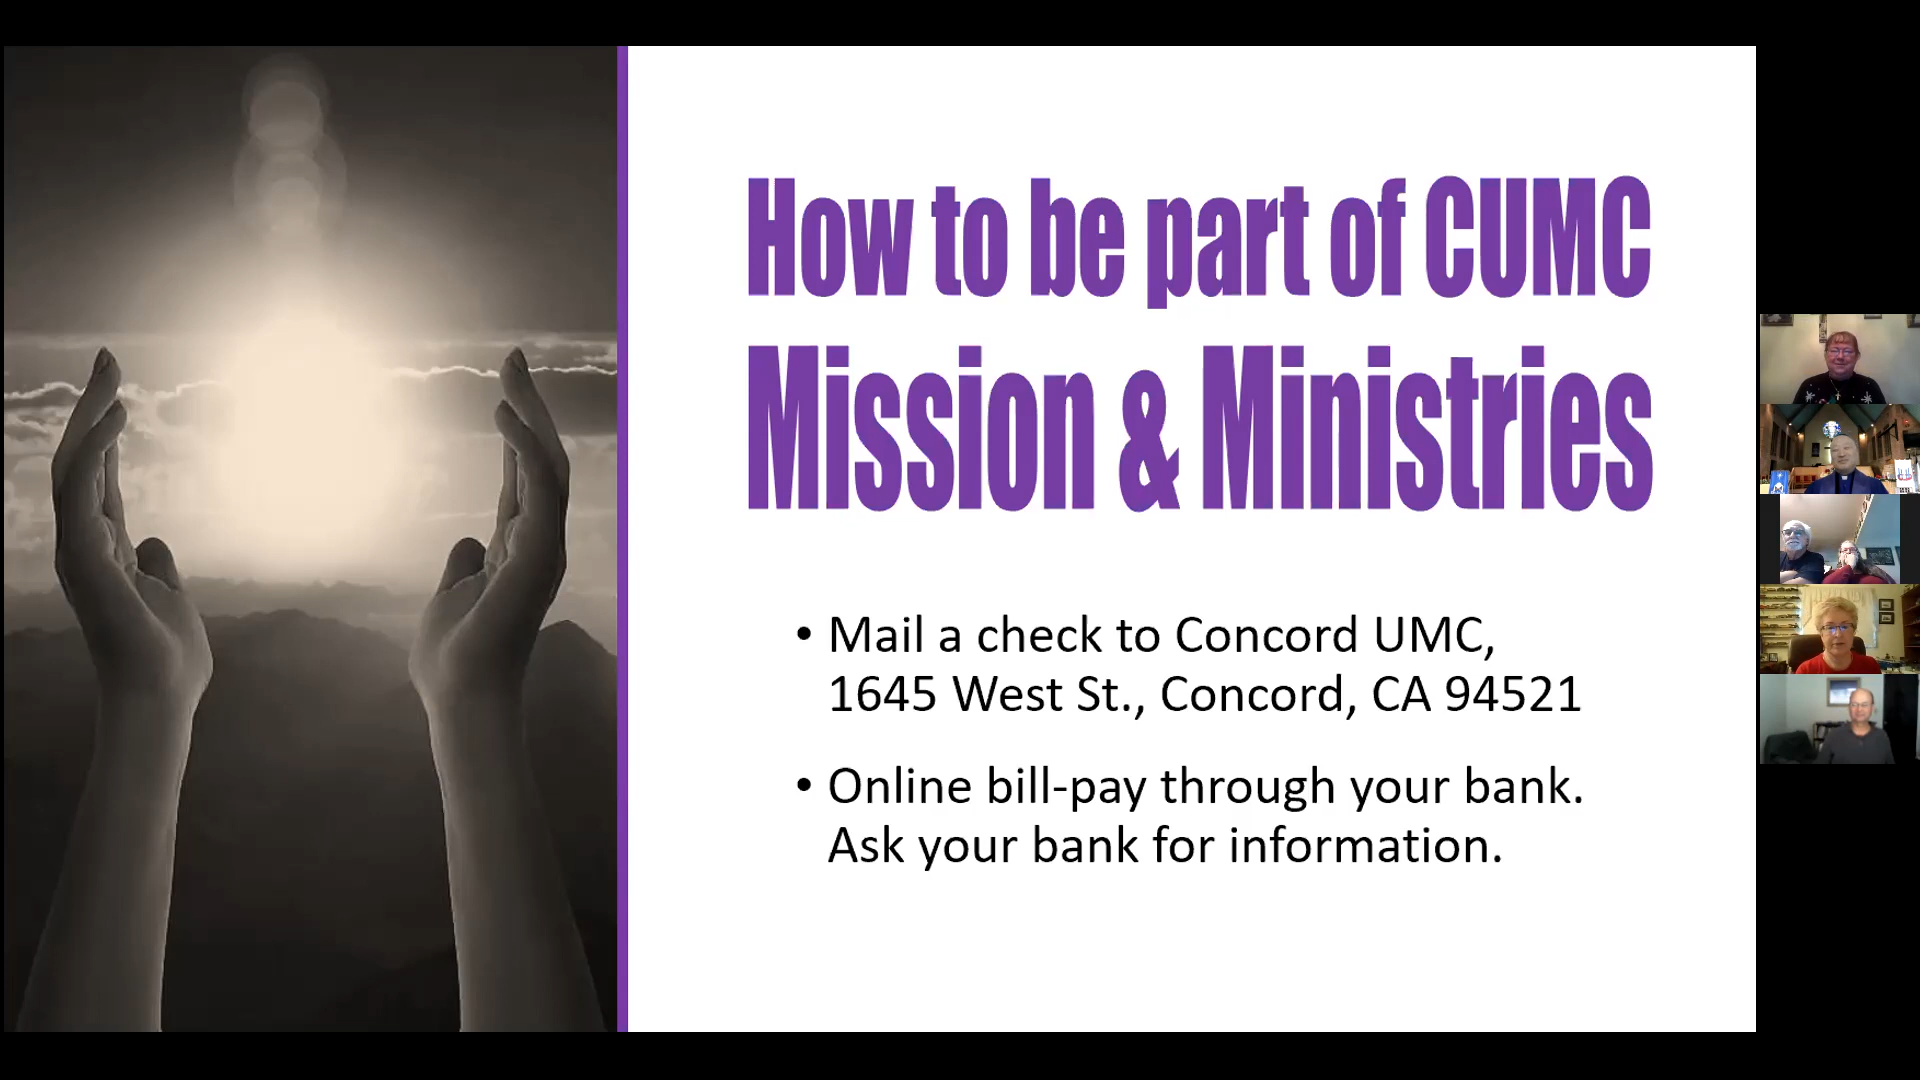 How to be part of CUMC
Mission & Ministries
• Mail a check to Concord UMC,
1645 West St., Concord, CA 94521
• Online bill-pay through your bank.
Ask your bank for information.